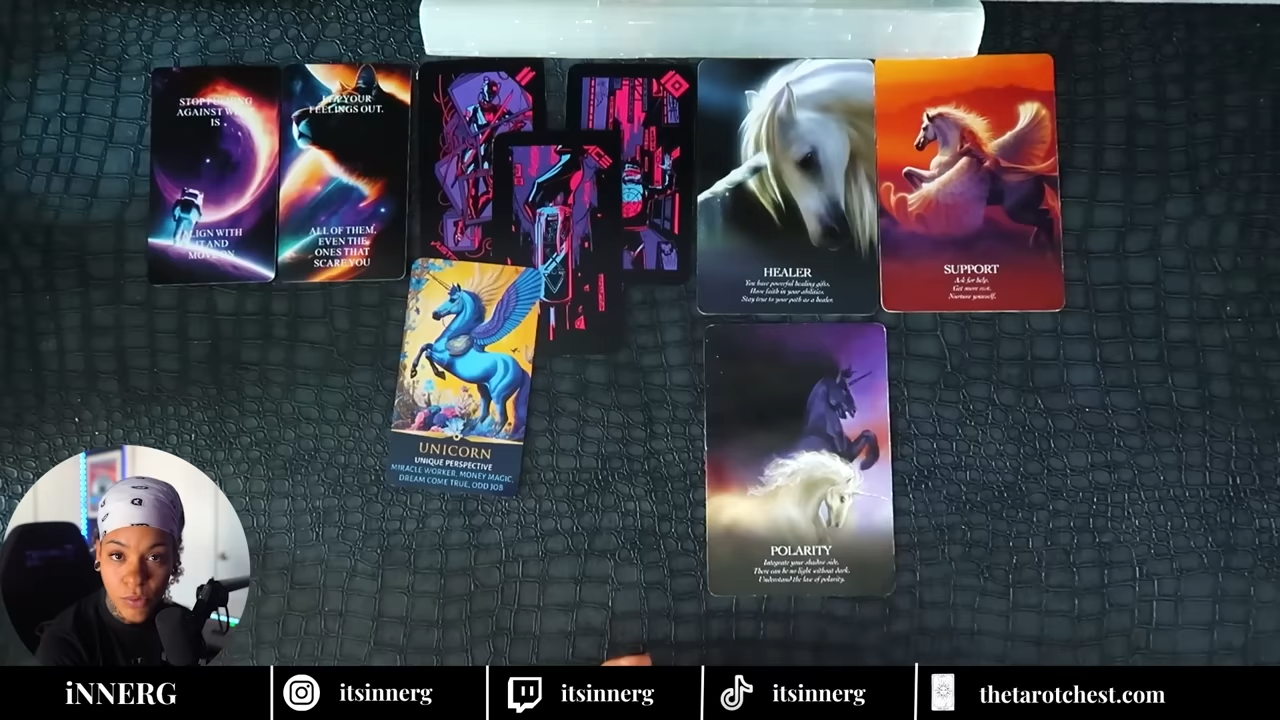 STOP
AGAINST
IS
ALIGN WITH
IT AND
MOVE ON
YOUR
FEELINGS OUT.
ALL OF THEM,
EVEN THE
ONES THAT
SCARE YOU
ACE
UNICORN
UNIQUE PERSPECTIVE
MIRACLE WORKER, MONEY MAGIC,
DREAM COME TRUE, ODD JOB
HEALER
You have powerful healing gifts.
Have faith in your abilities.
Stay true to your path as a healer.
SUPPORT
Ask for help.
Get more rest.
Nurture yourself.
POLARITY
Integrate your shadow side.
There can be no light without dark.
Understand the law of polarity.
iNNERG
itsinnerg
itsinnerg
itsinnerg
thetarotchest.com